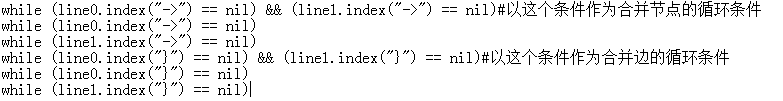 while (line0.index("->") == nil) && (line1.index("->") == nil)#以这个条件作为合并节点的循环条件
while (line0.index("->") == nil)
while (line1.index("->") == nil)
while (line0.index("}") == nil) && (line1.index("}") == nil)#以这个条件作为合并边的循环条件
while (line0.index("}") == nil)
while (line1.index("}") == nil)